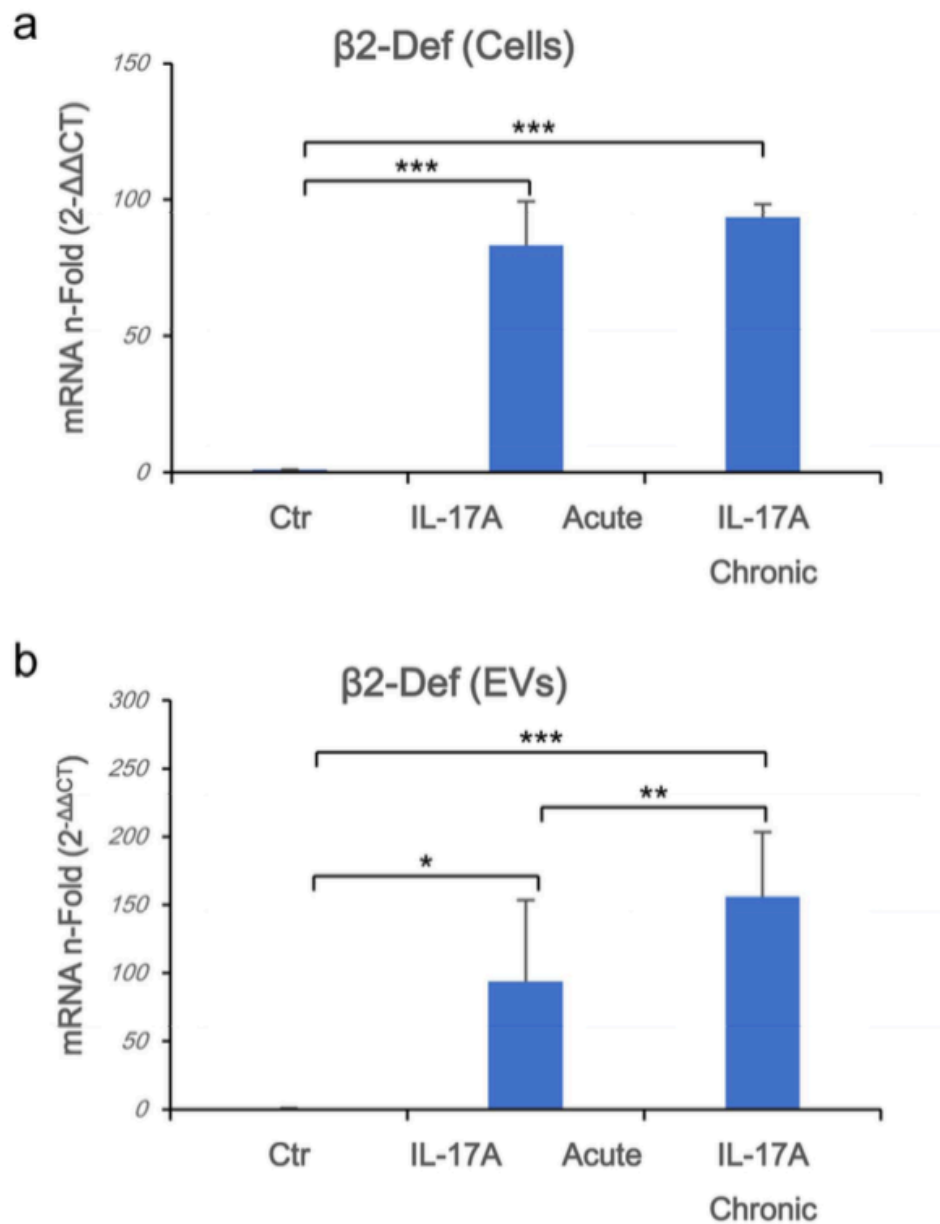 a
β2-Def (Cells)
mRNA n-Fold (2-ΔΔCT)
150
100
50
0
***
***
Ctr IL-17A Acute IL-17A
Chronic
b
β2-Def (EVs)
mRNA n-Fold (2-ΔΔCT)
300
250
200
150
100
50
0
***
**
*
Ctr IL-17A Acute IL-17A
Chronic